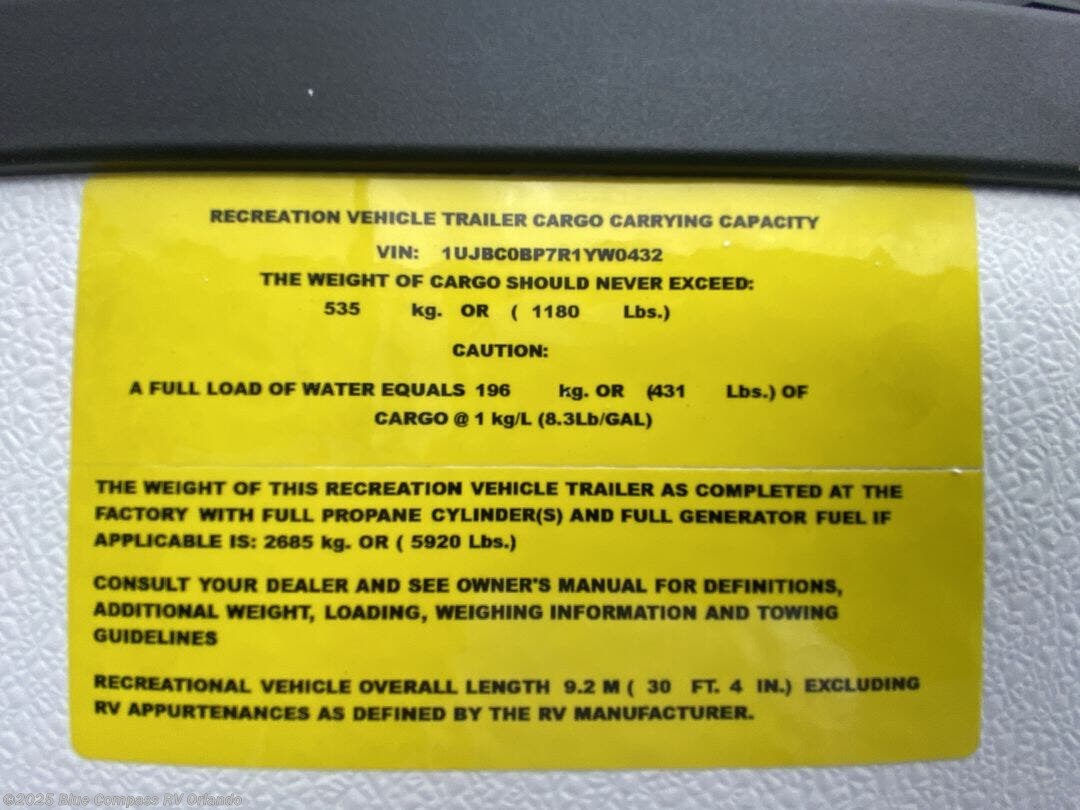 RECREATION VEHICLE TRAILER CARGO CARRYING CAPACITY
VIN: 1UJBC0BP7R1YW0432
THE WEIGHT OF CARGO SHOULD NEVER EXCEED:
535 kg. OR ( 1180 Lbs.)
CAUTION:
A FULL LOAD OF WATER EQUALS 196 kg. OR (431 Lbs.) OF
CARGO @ 1 kg/L (8.3Lb/GAL)
THE WEIGHT OF THIS RECREATION VEHICLE TRAILER AS COMPLETED AT THE
FACTORY WITH FULL PROPANE CYLINDER(S) AND FULL GENERATOR FUEL IF
APPLICABLE IS: 2685 kg. OR ( 5920 Lbs.)
CONSULT YOUR DEALER AND SEE OWNER'S MANUAL FOR DEFINITIONS,
ADDITIONAL WEIGHT, LOADING, WEIGHING INFORMATION AND TOWING
GUIDELINES
RECREATIONAL VEHICLE OVERALL LENGTH 9.2 M ( 30 FT. 4 IN.) EXCLUDING
RV APPURTENANCES AS DEFINED BY THE RV MANUFACTURER.
©2025 Blue Compass RV Orlando